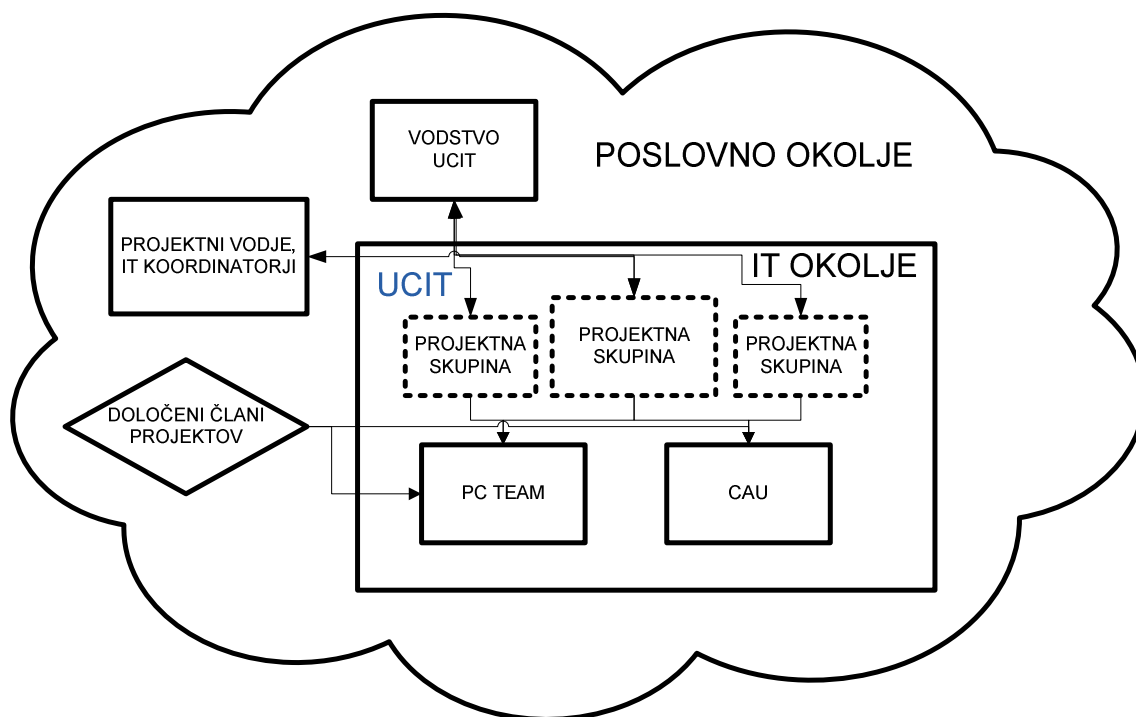 VODSTVO
UCIT
POSLOVNO OKOLJE
PROJEKTNI VODJE,
IT KOORDINATORJI
IT OKOLJE
UCIT
PROJEKTNA
SKUPINA
PROJEKTNA
SKUPINA
PROJEKTNA
SKUPINA
DOLOČENI ČLANI
PROJEKTOV
PC TEAM
CAU